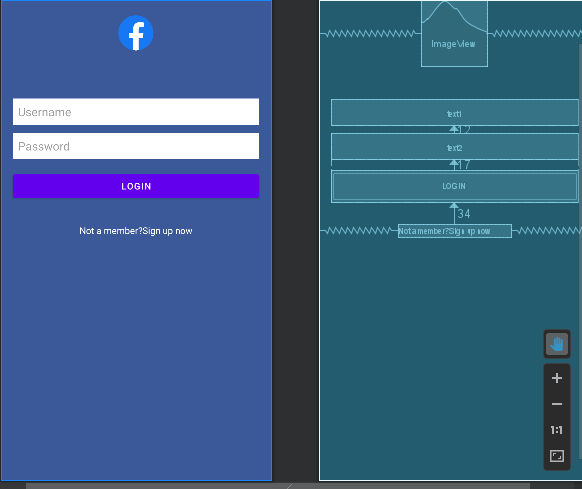 f
Username
Password
LOGIN
Not a member?Sign up now
ImageView
text1
12
text2
17
LOGIN
34
Not a member?Sign up now
1:1